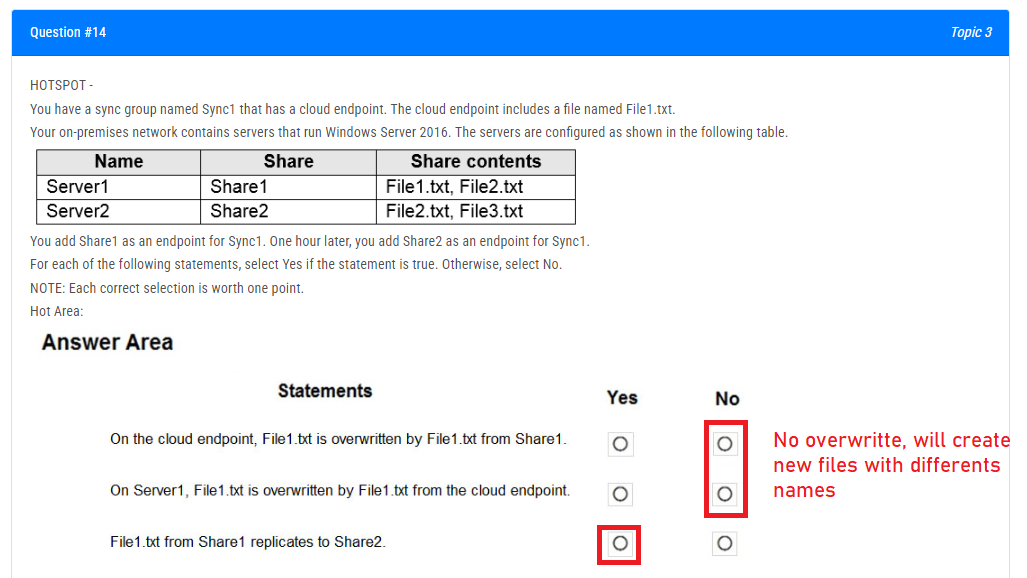 Question #14 Topic 3
HOTSPOT -
You have a sync group named Sync1 that has a cloud endpoint. The cloud endpoint includes a file named File1.txt.
Your on-premises network contains servers that run Windows Server 2016. The servers are configured as shown in the following table.
Name Share Share contents
Server1 Share1 File1.txt, File2.txt
Server2 Share2 File2.txt, File3.txt
You add Share1 as an endpoint for Sync1. One hour later, you add Share2 as an endpoint for Sync1.
For each of the following statements, select Yes if the statement is true. Otherwise, select No.
NOTE: Each correct selection is worth one point.
Hot Area:
Answer Area
Statements Yes No
On the cloud endpoint, File1.txt is overwritten by File1.txt from Share1.
On Server1, File1.txt is overwritten by File1.txt from the cloud endpoint.
File1.txt from Share1 replicates to Share2.
No overwritte, will create
new files with differents
names